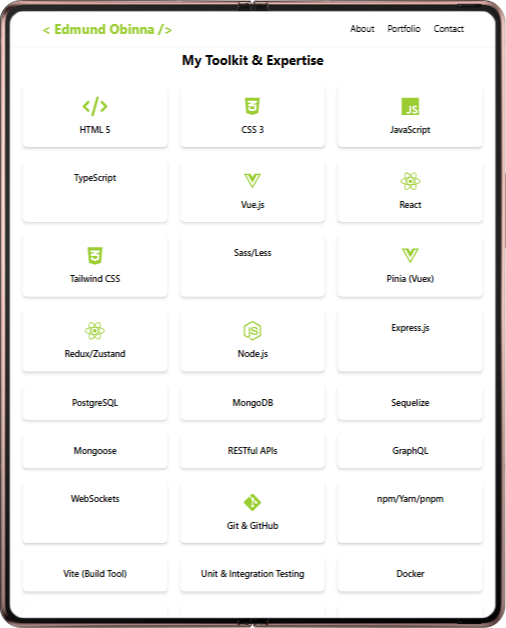 < Edmund Obinna />
About Portfolio Contact
My Toolkit & Expertise
HTML 5 CSS 3 JavaScript
TypeScript Vue.js React
Tailwind CSS Sass/Less Pinia (Vuex)
Redux/Zustand Node.js Express.js
PostgreSQL MongoDB Sequelize
Mongoose RESTful APIs GraphQL
WebSockets Git & GitHub npm/Yarn/pnpm
Vite (Build Tool) Unit & Integration Testing Docker